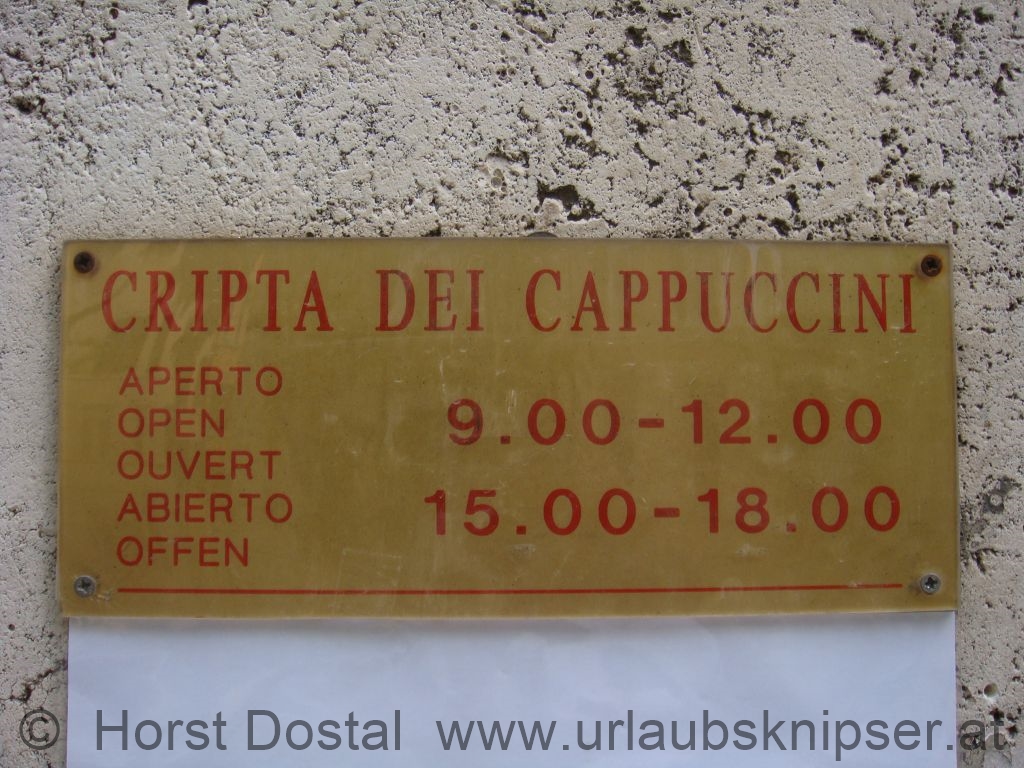 CRIPTA DEI CAPPUCCINI
APERTO
OPEN
OUVERT
ABIERTO
OFFEN
9.00-12.00
15.00-18.00
© Horst Dostal www.urlaubsknipser.at